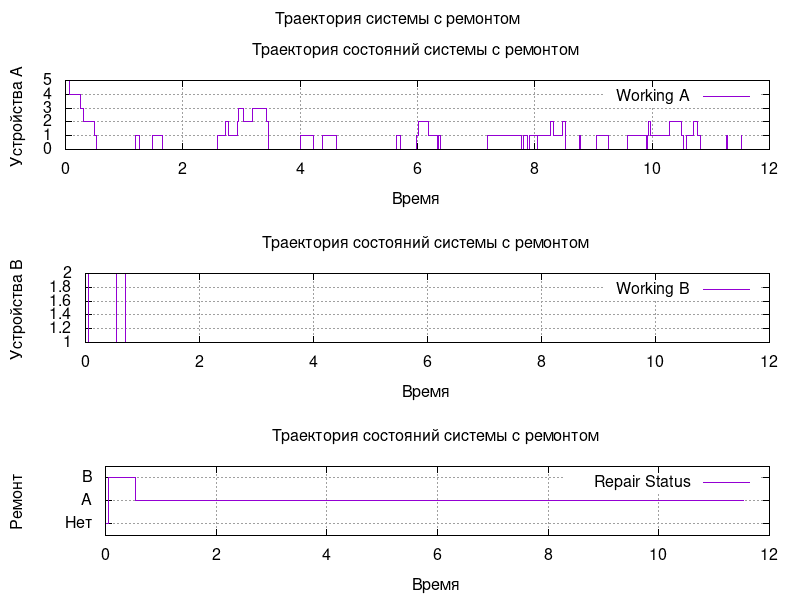 Траектория системы с ремонтом
Траектория состояний системы с ремонтом
Устройства A
5
4
3
2
1
0
Working A
0 2 4 6 8 10 12
Время
Траектория состояний системы с ремонтом
Устройства B
2
1.8
1.6
1.4
1.2
1
Working B
0 2 4 6 8 10 12
Время
Траектория состояний системы с ремонтом
Ремонт
B
A
Нет
Repair Status
0 2 4 6 8 10 12
Время